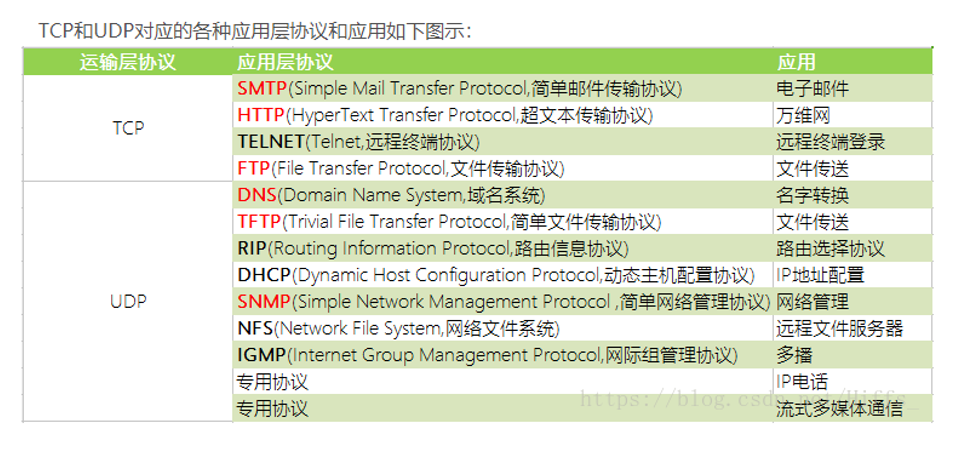 TCP和UDP对应的各种应用层协议和应用如下图示：
运输层协议 应用层协议 应用
TCP
SMTP(Simple Mail Transfer Protocol,简单邮件传输协议) 电子邮件
HTTP(HyperText Transfer Protocol,超文本传输协议) 万维网
TELNET(Telnet,远程终端协议) 远程终端登录
FTP(File Transfer Protocol,文件传输协议) 文件传送
UDP
DNS(Domain Name System,域名系统) 名字转换
TFTP(Trivial File Transfer Protocol,简单文件传输协议) 文件传送
RIP(Routing Information Protocol,路由信息协议) 路由选择协议
DHCP(Dynamic Host Configuration Protocol,动态主机配置协议) IP地址配置
SNMP(Simple Network Management Protocol ,简单网络管理协议) 网络管理
NFS(Network File System,网络文件系统) 远程文件服务器
IGMP(Internet Group Management Protocol,网际组管理协议) 多播
专用协议 IP电话
专用协议 流式多媒体通信